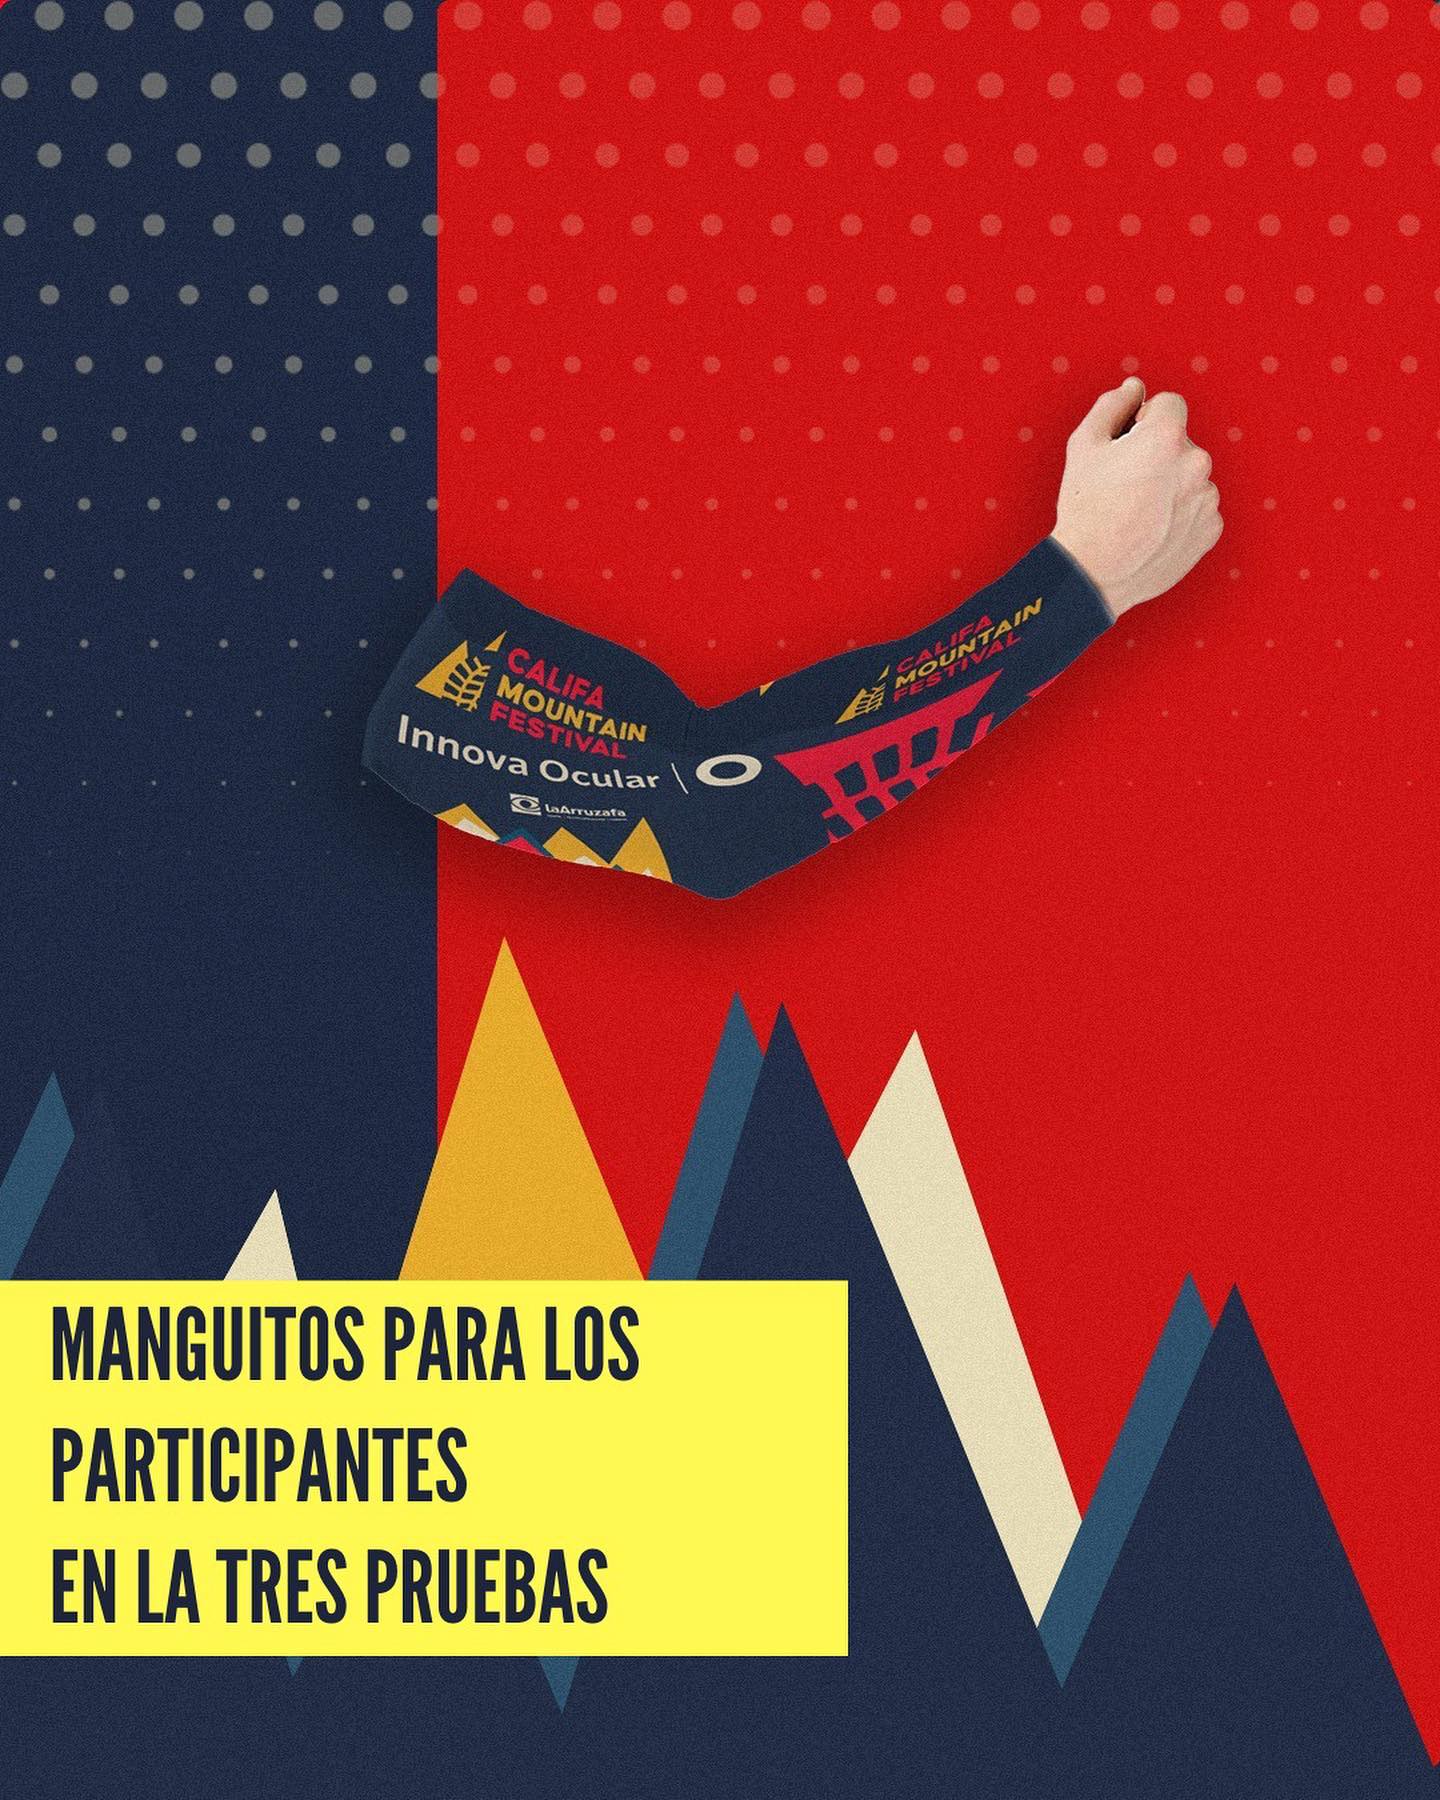 CALIFA
MOUNTAIN
FESTIVAL
Innova Ocular
laArruzafa
CALIFA
MOUNTAIN
FESTIVAL
MANGUITOS PARA LOS
PARTICIPANTES
EN LA TRES PRUEBAS